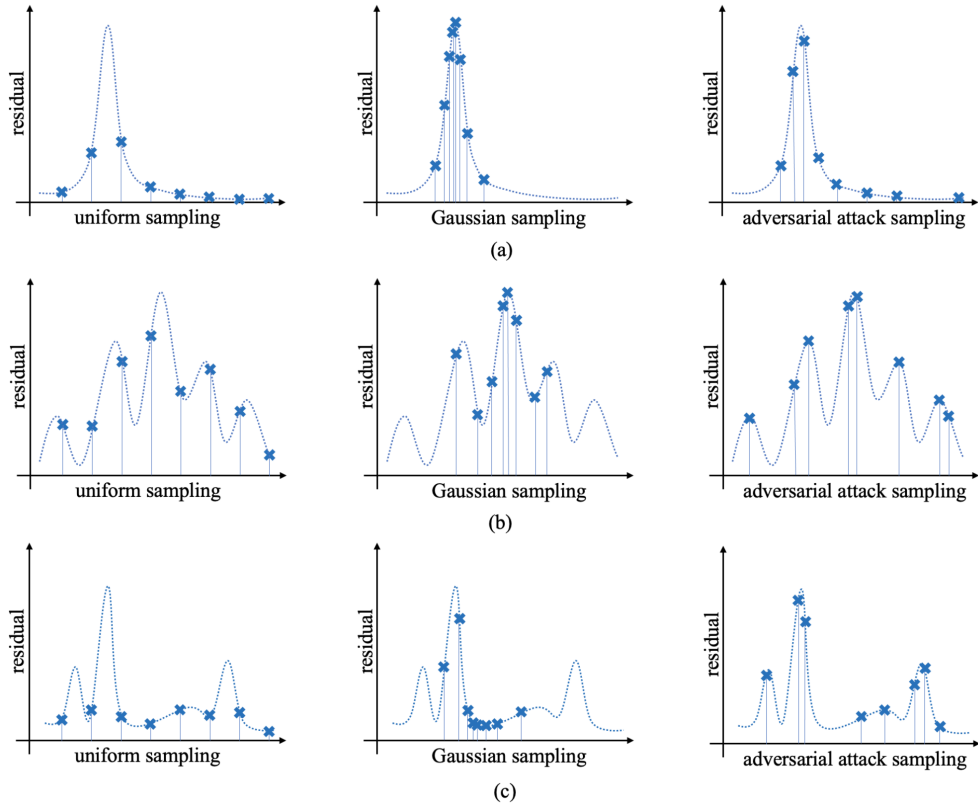 residual
uniform sampling
residual
Gaussian sampling
residual
adversarial attack sampling
(a)
residual
uniform sampling
residual
Gaussian sampling
residual
adversarial attack sampling
(b)
residual
uniform sampling
residual
Gaussian sampling
residual
adversarial attack sampling
(c)